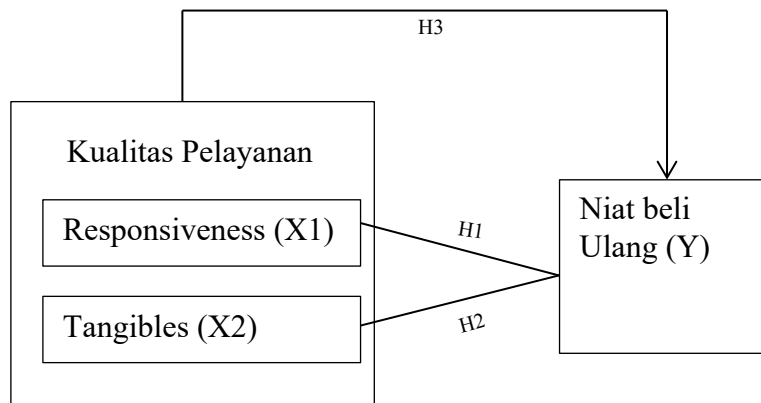 H3
Kualitas Pelayanan
Responsiveness (X1)
H1
Niat beli
Ulang (Y)
Tangibles (X2)
H2